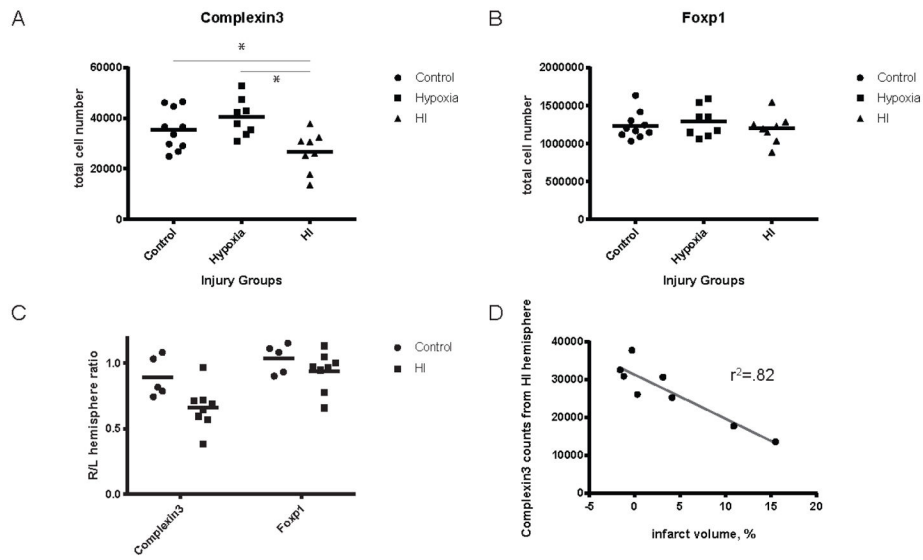 A
Complexin3
*
*
60000
40000
20000
0
total cell number
Control
Hypoxia
HI
Injury Groups
Control
Hypoxia
HI
B
Foxp1
2000000
1500000
1000000
500000
0
total cell number
Control
Hypoxia
HI
Injury Groups
Control
Hypoxia
HI
C
1.0
0.5
0.0
R/L hemisphere ratio
Complexin3
Foxp1
Control
HI
D
Complexin3 counts from HI hemisphere
40000
30000
20000
10000
0
r²=.82
-5
0
5
10
15
20
infarct volume, %